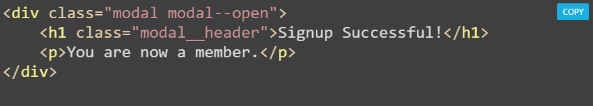 <div class="modal modal--open">
COPY
    <h1 class="modal__header">Signup Successful!</h1>
    <p>You are now a member.</p>
</div>